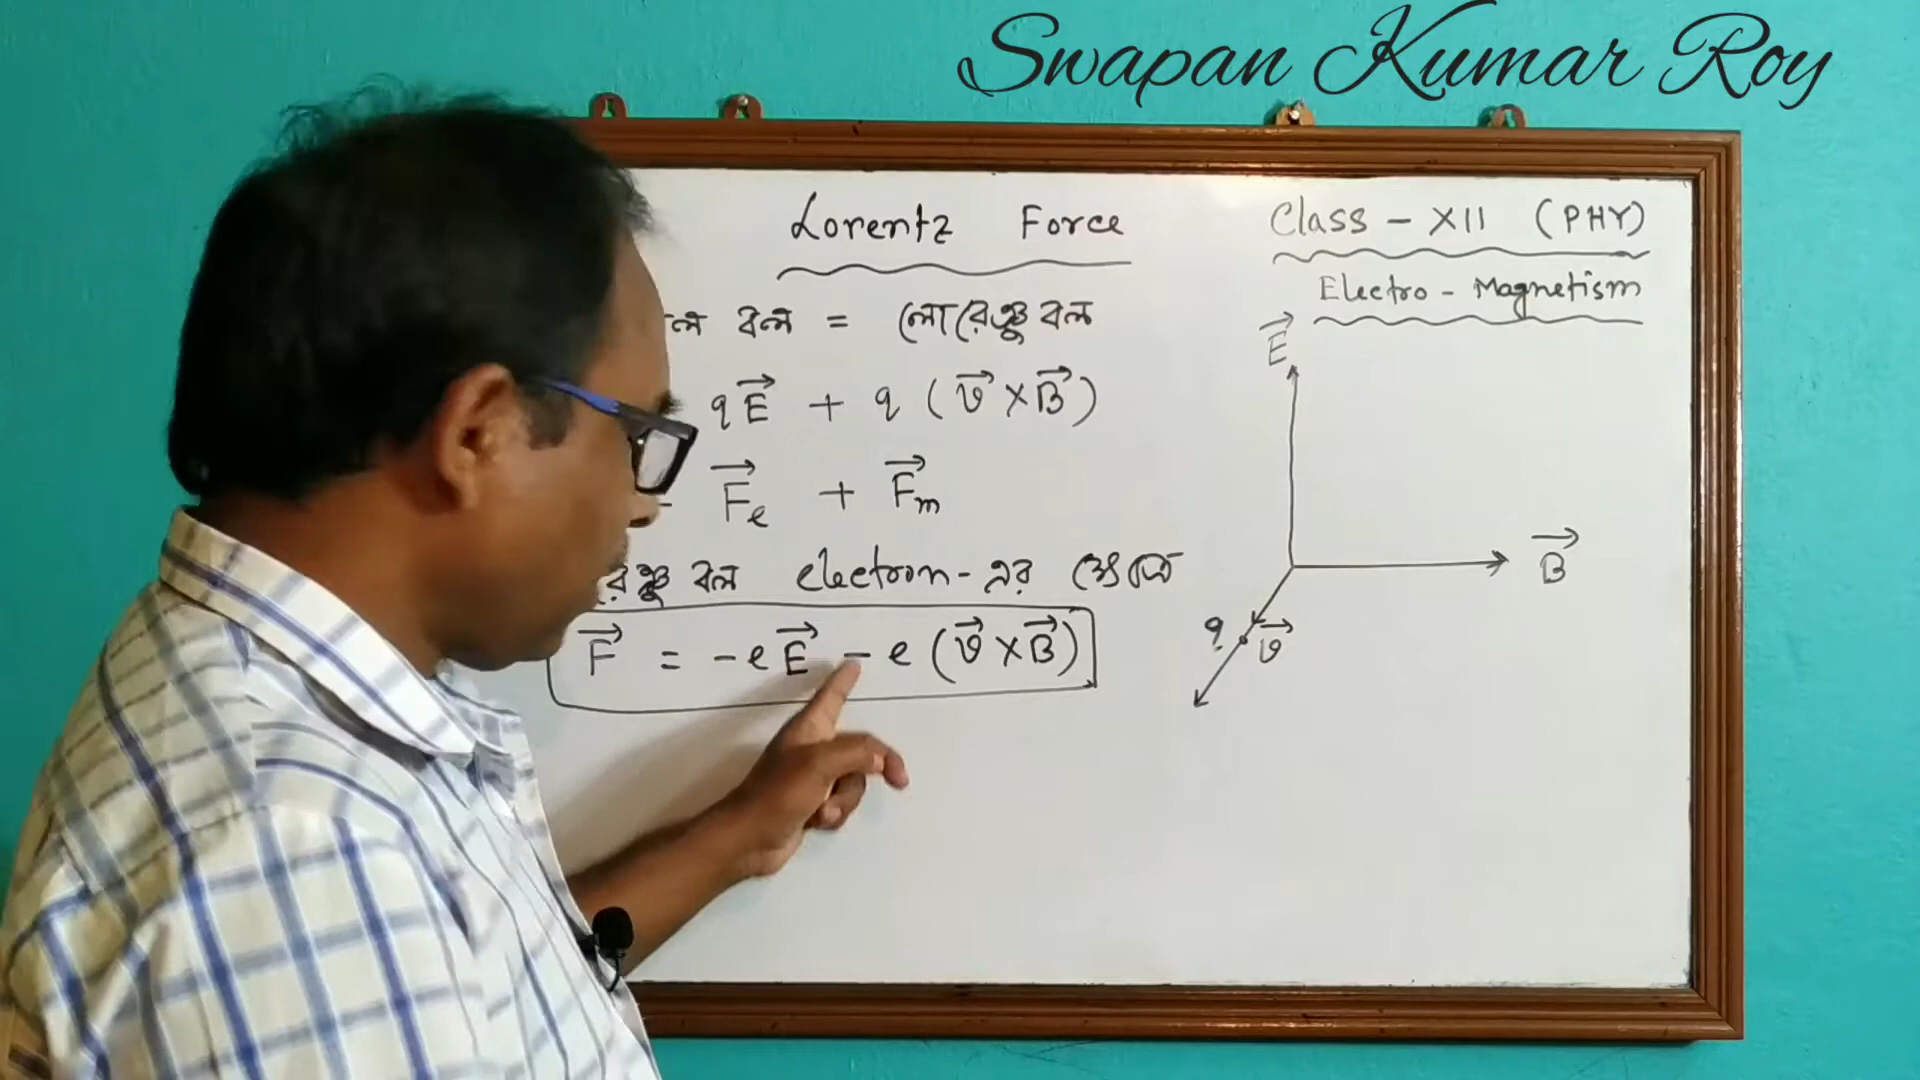 Swapan Kumar Roy
Lorentz Force
Class - XII (PHY)
Electro - Magnetism
বল = লোরেঞ্জ বল
qE⃗ + q (v⃗ × B⃗)
F⃗e + F⃗m
বল electron-এর ক্ষেত্রে
F⃗ = -eE⃗ - e (v⃗ × B⃗)
E⃗
B⃗
q v⃗